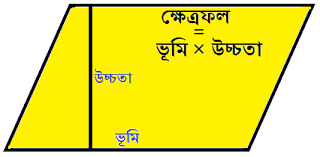 ক্ষেত্রফল
=
ভূমি × উচ্চতা
উচ্চতা
ভূমি